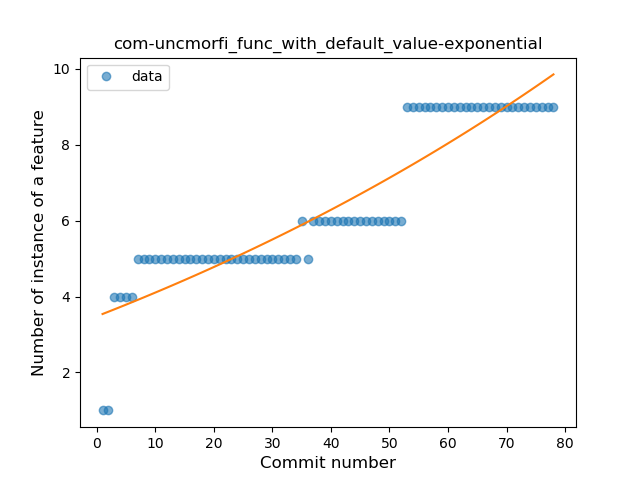 com-uncmorfi_func_with_default_value-exponential
data
Number of instance of a feature
10
8
6
4
2
0 10 20 30 40 50 60 70 80
Commit number